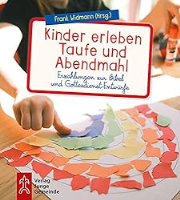 Frank Widmann (Hrsg.)
Kinder erleben
Taufe und
Abendmahl
Erzählungen zur Bibel
und Gottesdienst-Entwürfe
Verlag
Junge
Gemeinde